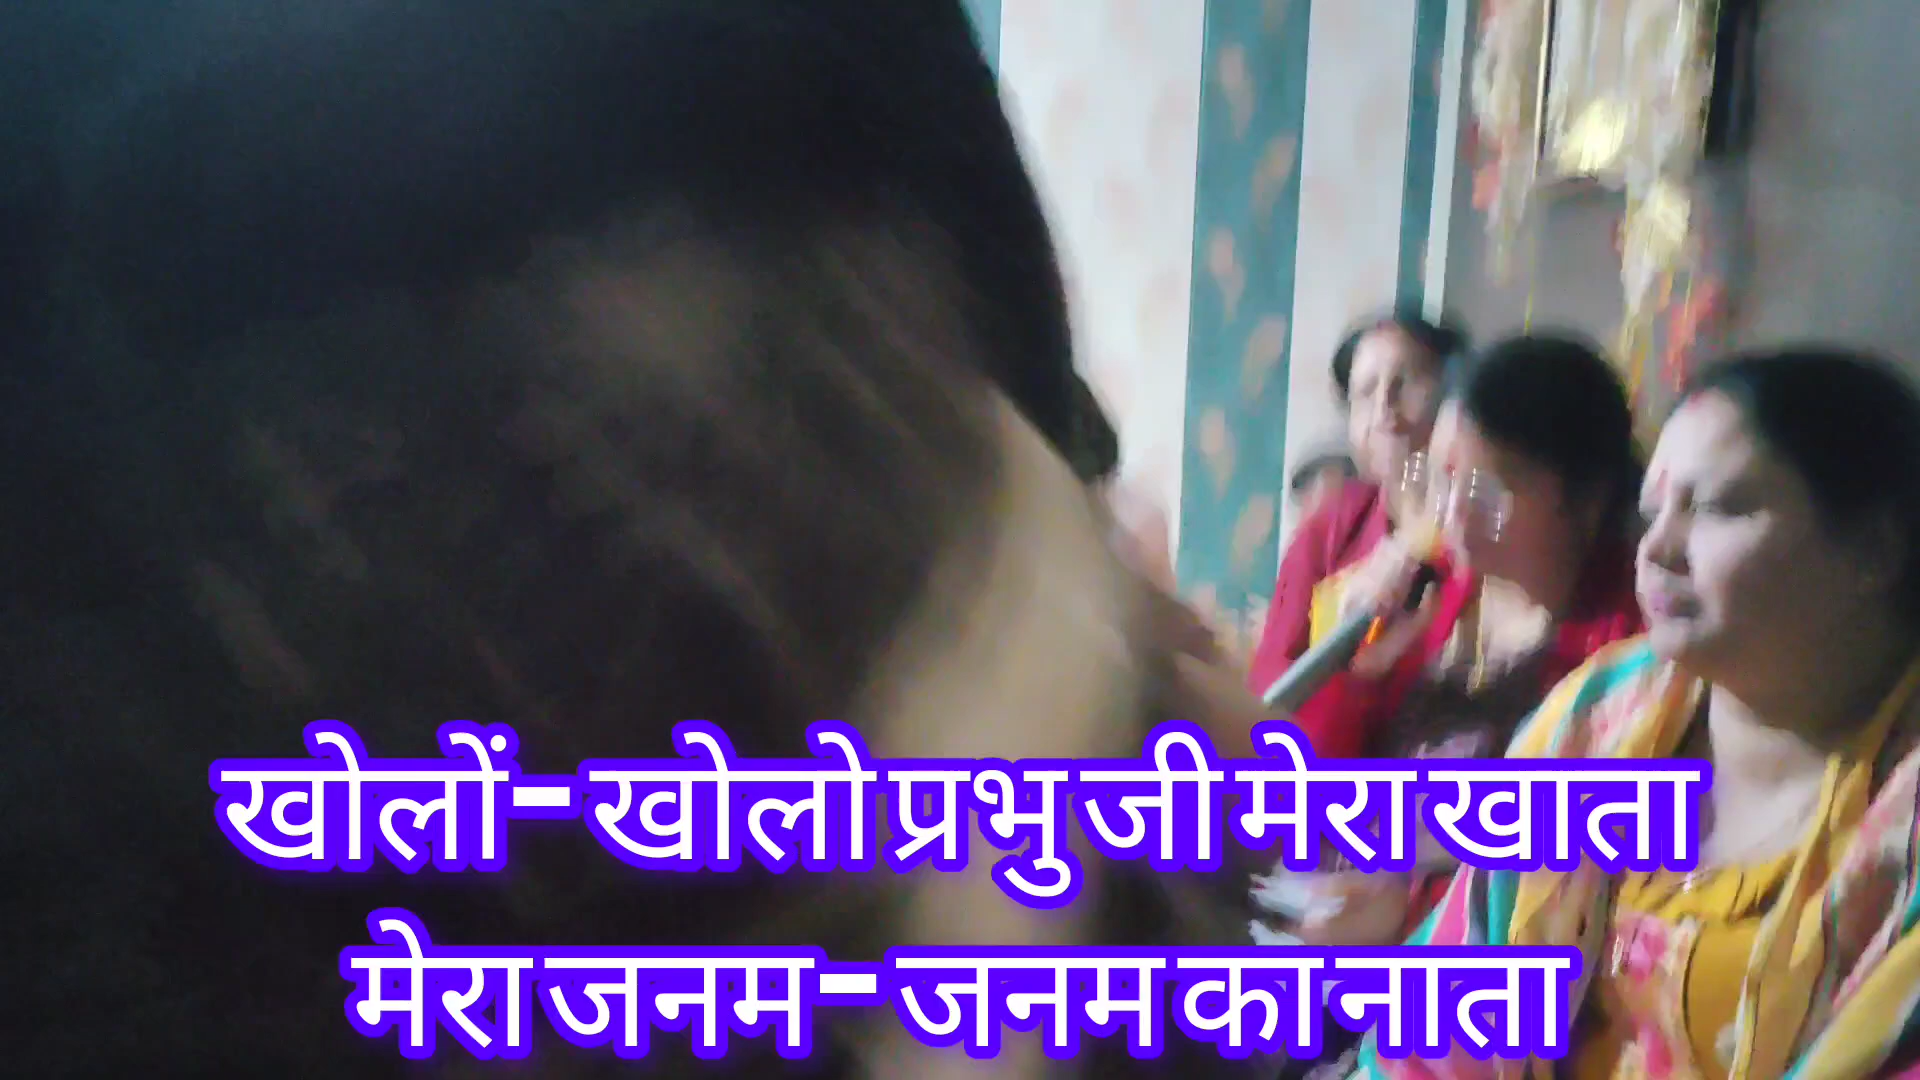 खोलों-खोलो प्रभु जी मेरा खाता
मेरा जनम-जनम का नाता